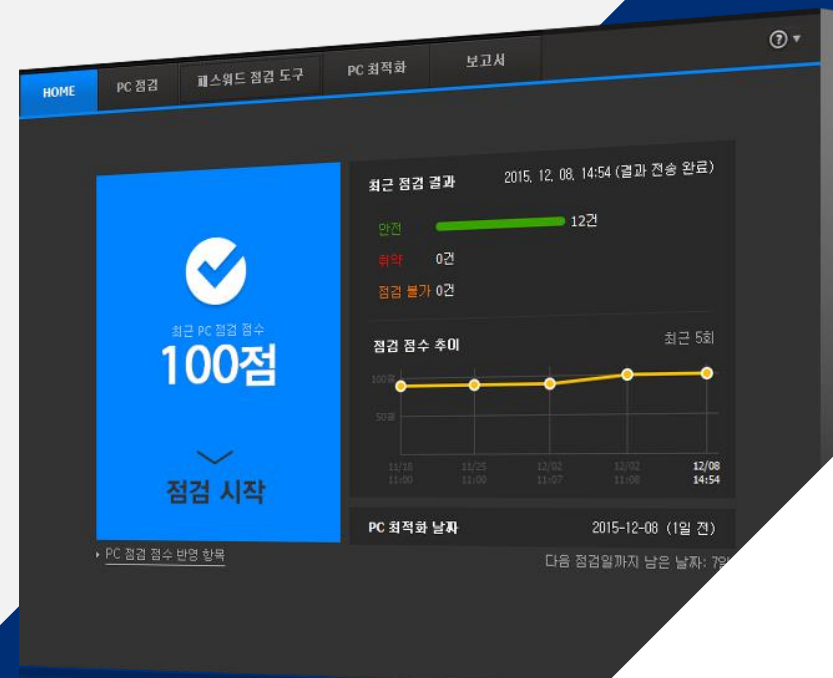 HOME
PC 점검
패스워드 점검 도구
PC 최적화
보고서
?
최근 점검 결과
2015. 12. 08. 14:54 (결과 전송 완료)
안전
12건
취약
0건
점검 불가 0건
최근 PC 점검 점수
100점
점검 시작
점검 점수 추이
최근 5회
100점
50점
11/18
11:00
11/25
11:00
12/02
11:07
12/02
11:08
12/08
14:54
PC 최적화 날짜
2015-12-08 (1일 전)
PC 점검 점수 반영 항목
다음 점검일까지 남은 날짜: 7일